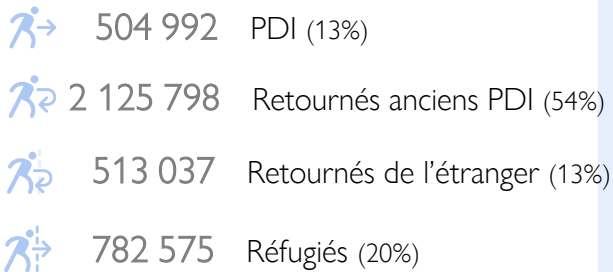 504 992 PDI (13%)
2 125 798 Retournés anciens PDI (54%)
513 037 Retournés de l’étranger (13%)
782 575 Réfugiés (20%)